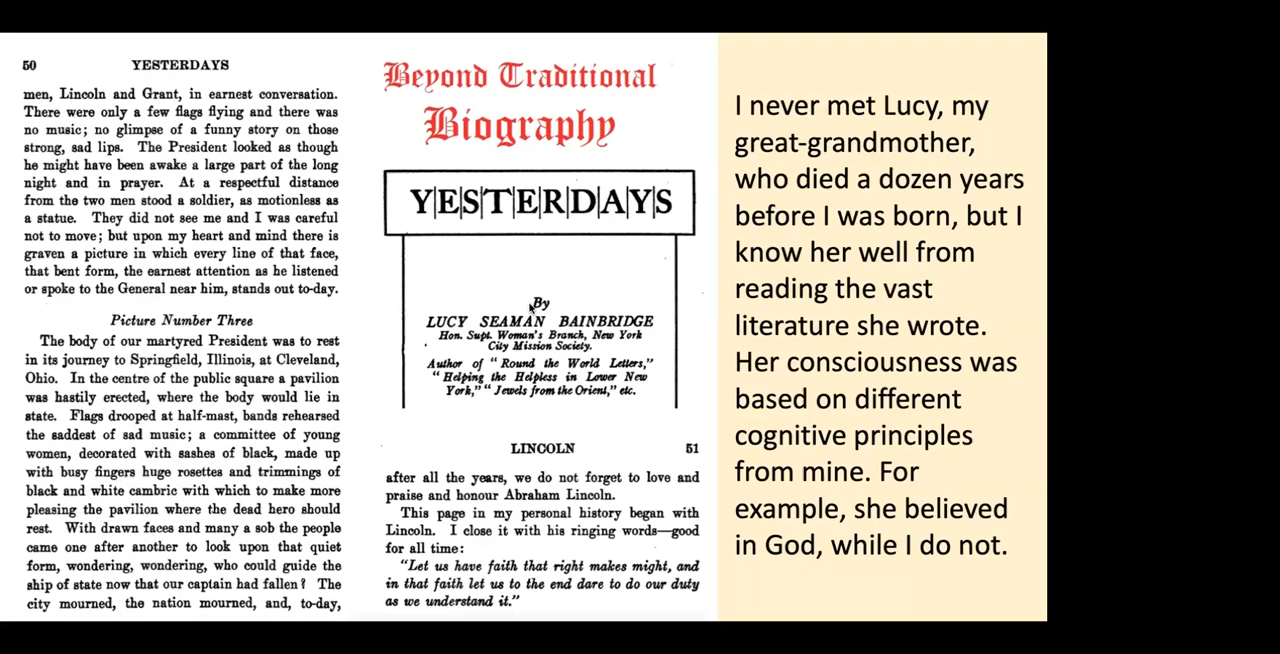 50 YESTERDAYS
men, Lincoln and Grant, in earnest conversation.
There were only a few flags flying and there was
no music; no glimpse of a funny story on those
strong, sad lips. The President looked as though
he might have been awake a large part of the long
night and in prayer. At a respectful distance
from the two men stood a soldier, as motionless as
a statue. They did not see me and I was careful
not to move; but upon my heart and mind there is
graven a picture in which every line of that face,
that bent form, the earnest attention as he listened
or spoke to the General near him, stands out to-day.
Picture Number Three
The body of our martyred President was to rest
in its journey to Springfield, Illinois, at Cleveland,
Ohio. In the centre of the public square a pavilion
was hastily erected, where the body would lie in
state. Flags drooped at half-mast, bands rehearsed
the saddest of sad music; a committee of young
women, decorated with sashes of black, made up
with busy fingers huge rosettes and trimmings of
black and white cambric with which to make more
pleasing the pavilion where the dead hero should
rest. With drawn faces and many a sob the people
came one after another to look upon that quiet
form, wondering, wondering, who could guide the
ship of state now that our captain had fallen? The
city mourned, the nation mourned, and, to-day,
Beyond Traditional
Biography
YESTERDAYS
By
LUCY SEAMAN BAINBRIDGE
Hon. Supt. Woman's Branch, New York
City Mission Society.
Author of "Round the World Letters,"
"Helping the Helpless in Lower New
York," "Jewels from the Orient," etc.
LINCOLN 51
after all the years, we do not forget to love and
praise and honour Abraham Lincoln.
This page in my personal history began with
Lincoln. I close it with his ringing words—good
for all time:
"Let us have faith that right makes might, and
in that faith let us to the end dare to do our duty
as we understand it."
I never met Lucy, my
great-grandmother,
who died a dozen years
before I was born, but I
know her well from
reading the vast
literature she wrote.
Her consciousness was
based on different
cognitive principles
from mine. For
example, she believed
in God, while I do not.